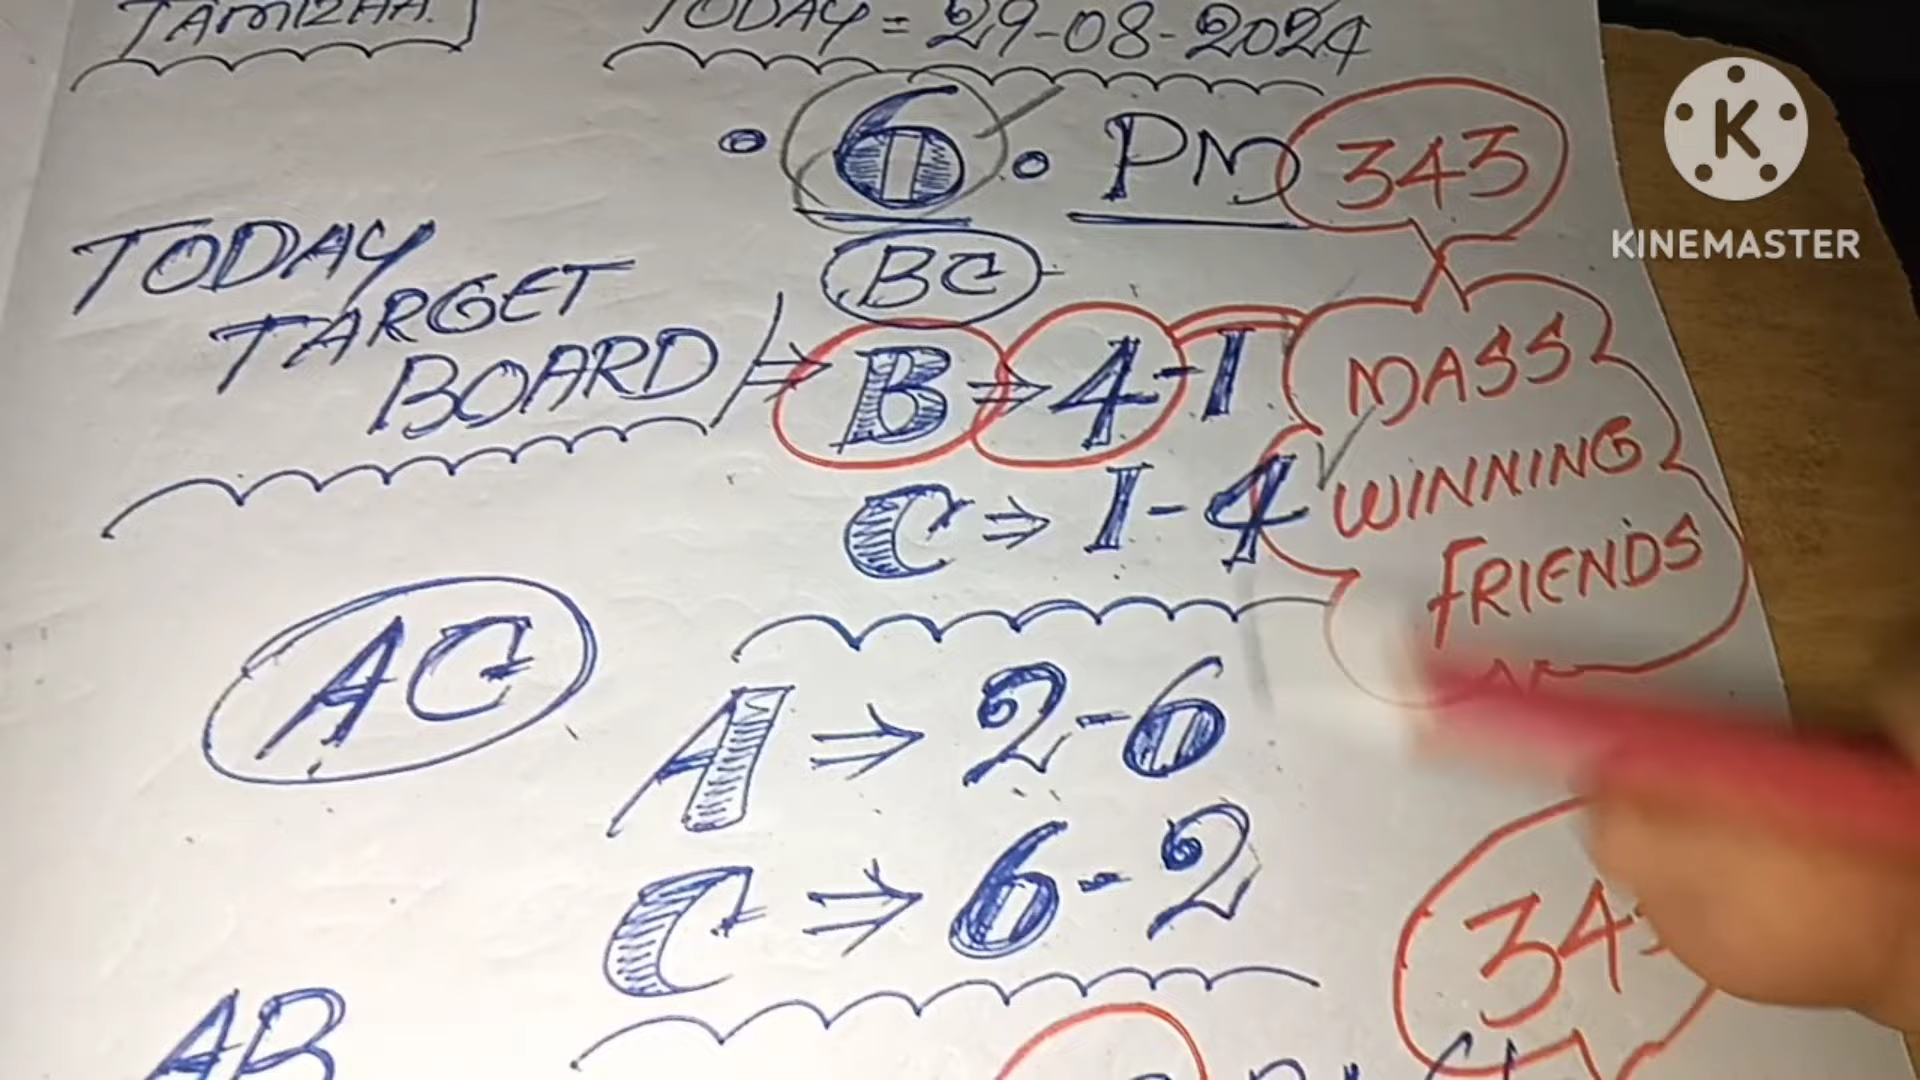 TAMIZHA
TODAY = 29-08-2024
6 PM 343
K
KINEMASTER
TODAY
TARGET
BOARD
BC
B ⇒ 4-1
C ⇒ 1-4
MASS
WINNING
FRIENDS
AC
A ⇒ 2-6
C ⇒ 6-2
34
AB